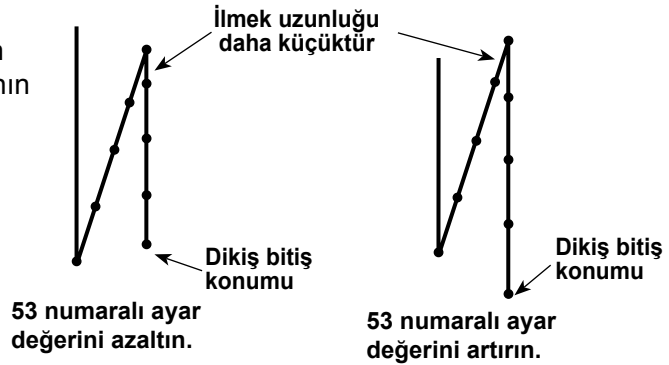 İlmek uzunluğu
daha küçüktür
Dikiş bitiş
konumu
53 numaralı ayar
değerini azaltın.
Dikiş bitiş
konumu
53 numaralı ayar
değerini artırın.